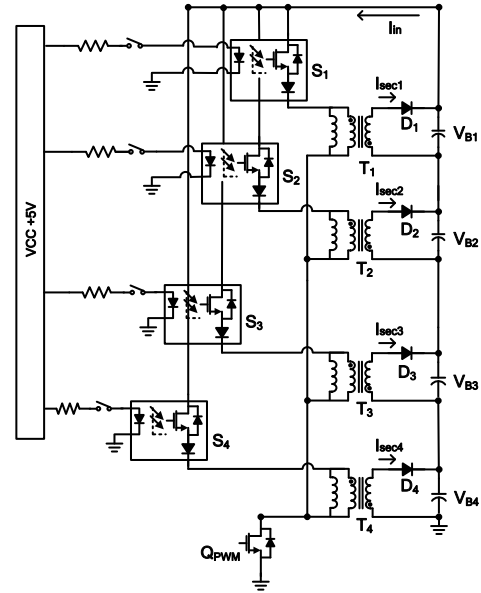 Iin
VCC +5V
S1
Isec1
D1
VB1
T1
S2
Isec2
D2
VB2
T2
S3
Isec3
D3
VB3
T3
S4
Isec4
D4
VB4
T4
QPWM